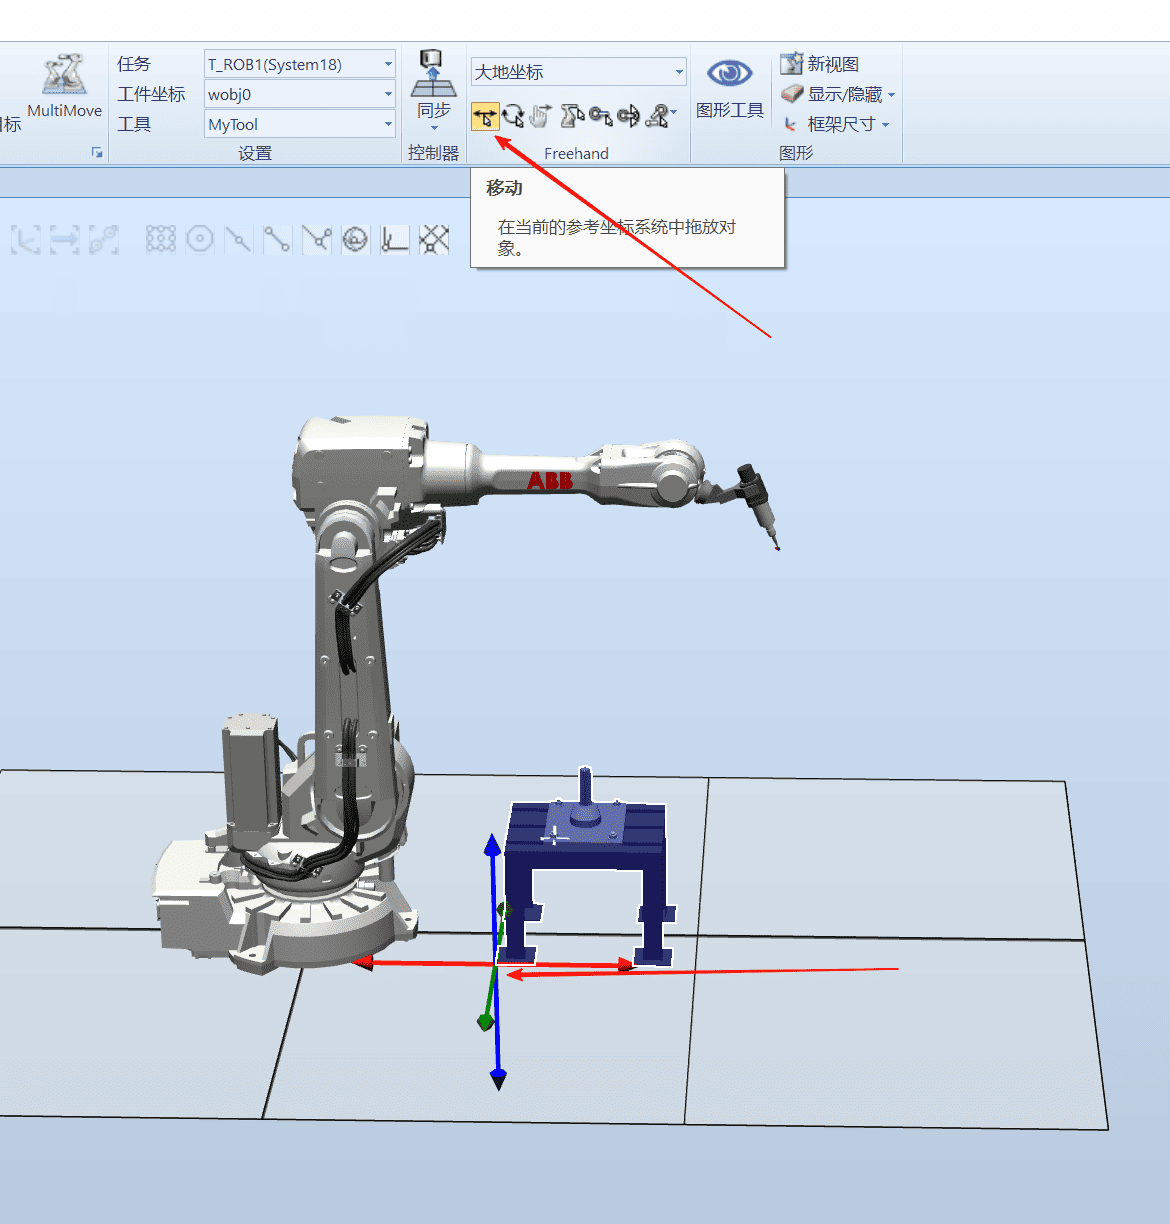 任务
T_ROB1(System18)
工件坐标
wobj0
工具
MyTool
设置
MultiMove
目标
同步
控制器
大地坐标
Freehand
图形工具
新视图
显示/隐藏
框架尺寸
图形
移动
在当前的参考坐标系统中拖放对
象。
ABB